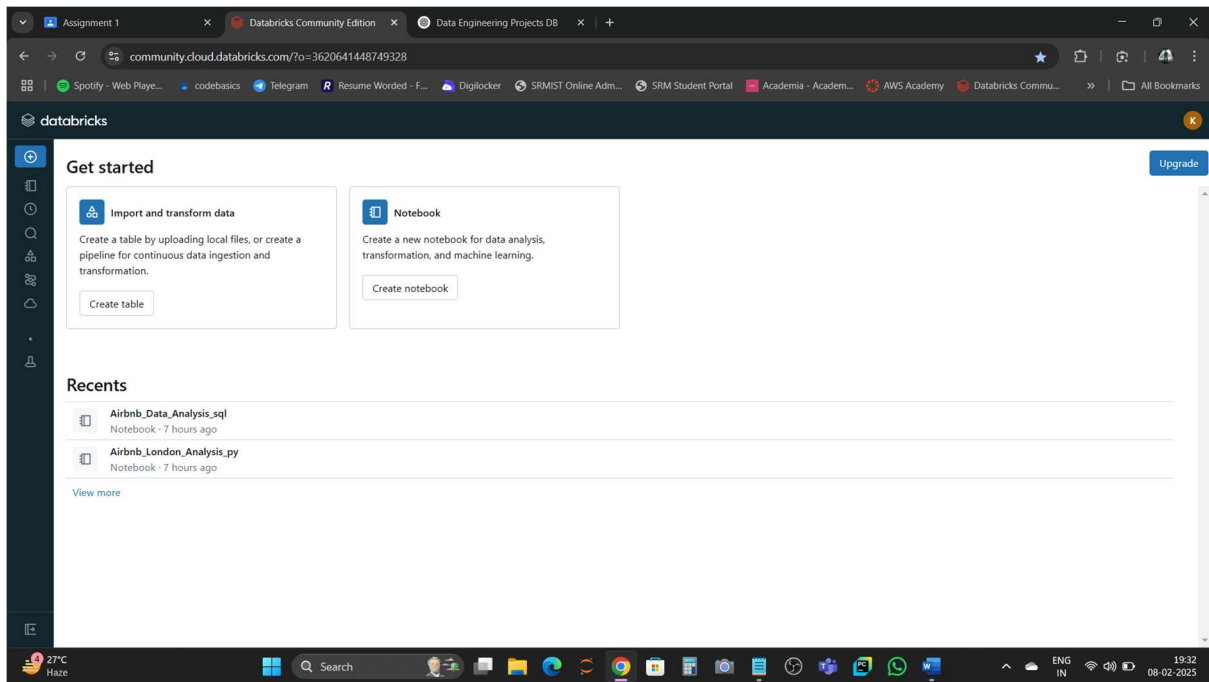 Assignment 1
Databricks Community Edition
Data Engineering Projects DB
community.cloud.databricks.com/?o=3620641448749328
Spotify - Web Playe...
codebasics
Telegram
R Resume Worded - F...
Digilocker
SRMIST Online Adm...
SRM Student Portal
Academia - Academ...
AWS Academy
Databricks Commu...
»
All Bookmarks
databricks
K
Get started
Upgrade
Import and transform data
Create a table by uploading local files, or create a
pipeline for continuous data ingestion and
transformation.
Create table
Notebook
Create a new notebook for data analysis,
transformation, and machine learning.
Create notebook
Recents
Airbnb_Data_Analysis_sql
Notebook · 7 hours ago
Airbnb_London_Analysis_py
Notebook · 7 hours ago
View more
4
27°C
Haze
Search
PC
W
ENG
IN
19:32
08-02-2025